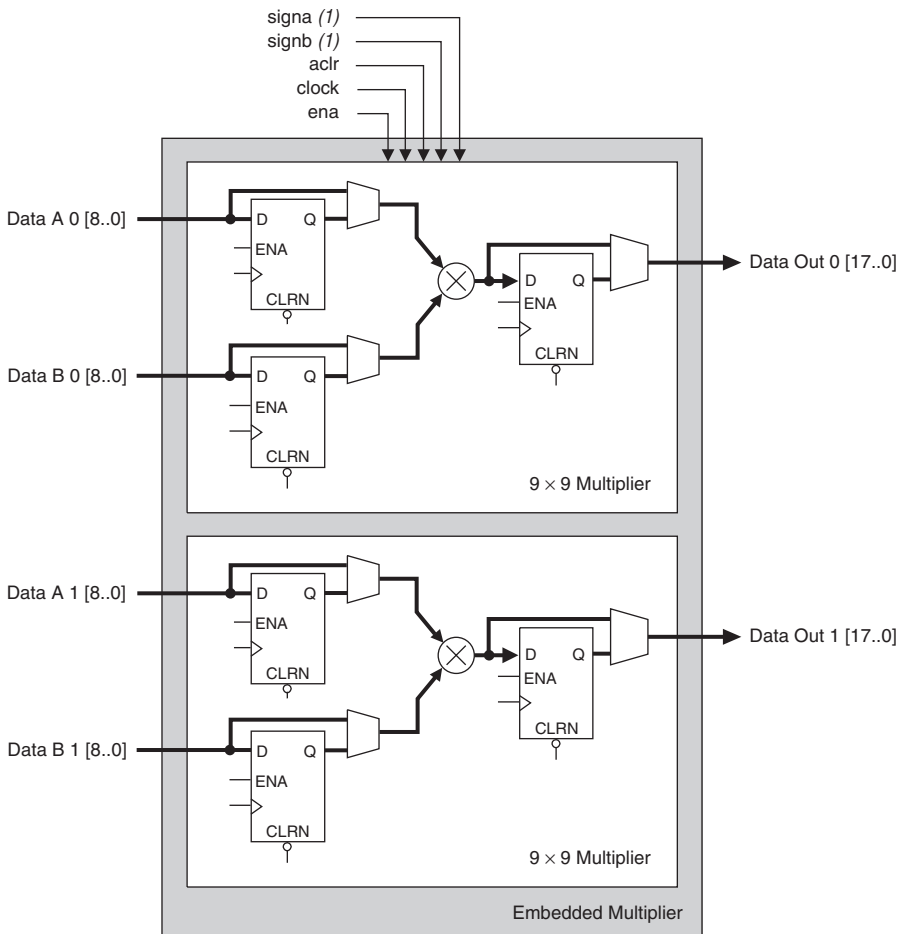 signa (1)
signb (1)
aclr
clock
ena
Data A 0 [8..0]
D Q
ENA
CLRN
Data B 0 [8..0]
D Q
ENA
CLRN
D Q
ENA
CLRN
Data Out 0 [17..0]
9 × 9 Multiplier
Data A 1 [8..0]
D Q
ENA
CLRN
Data B 1 [8..0]
D Q
ENA
CLRN
D Q
ENA
CLRN
Data Out 1 [17..0]
9 × 9 Multiplier
Embedded Multiplier